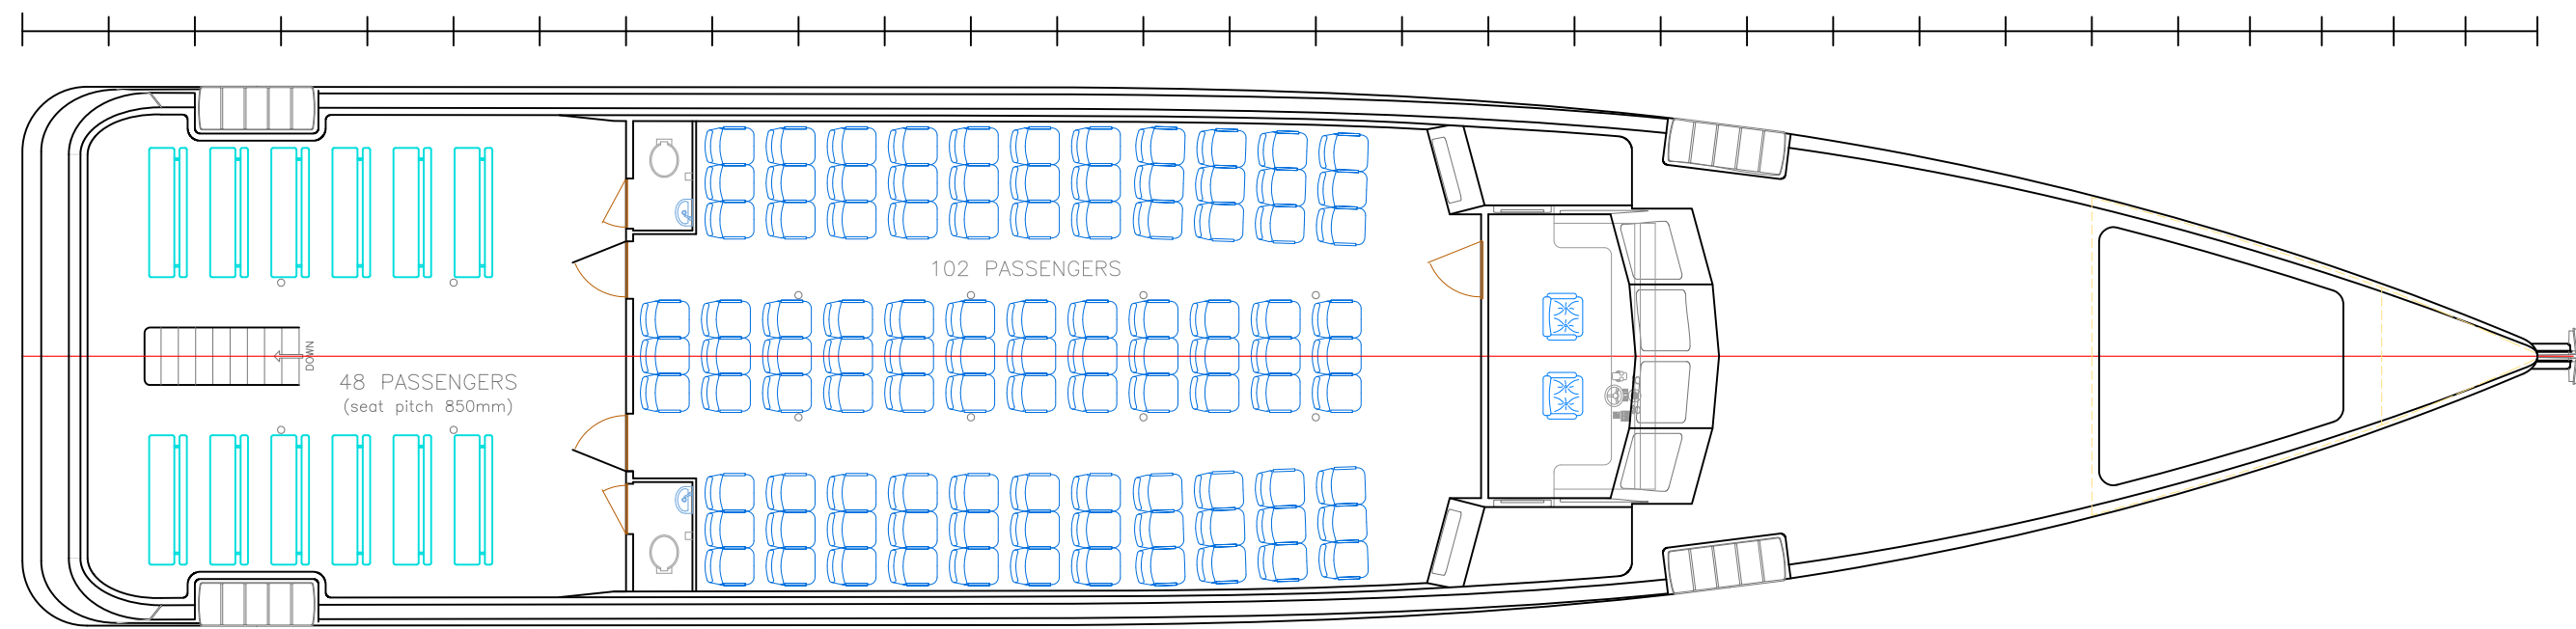 102 PASSENGERS
DOWN
48 PASSENGERS
(seat pitch 850mm)